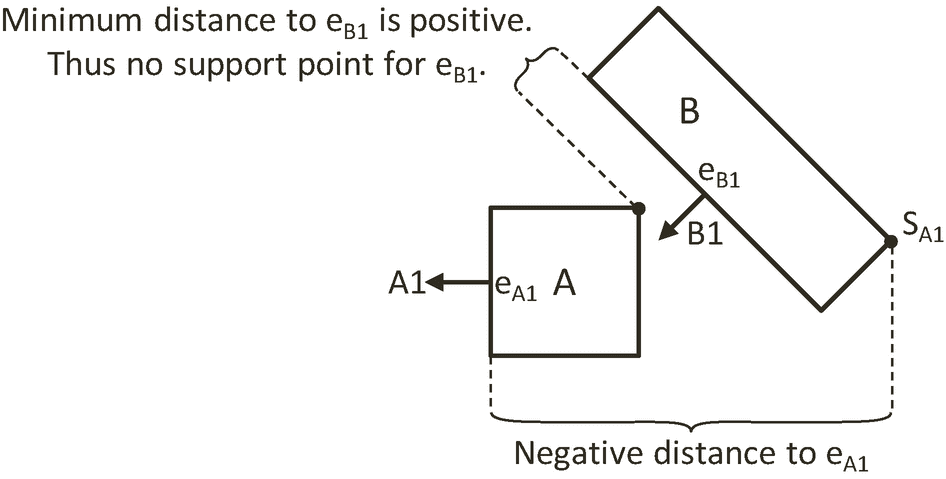 Minimum distance to eB1 is positive.
Thus no support point for eB1.
B
eB1
B1
SA1
A1
eA1
A
Negative distance to eA1